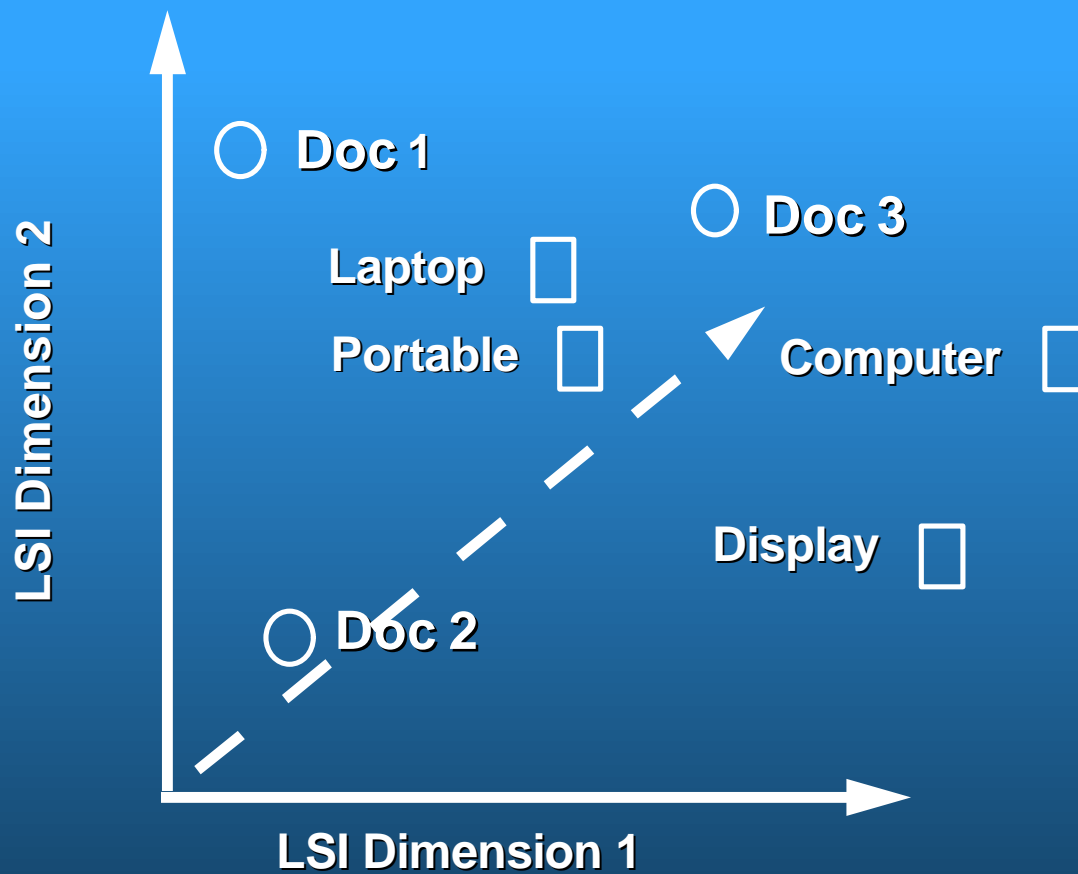 Doc 1
Doc 3
Laptop
Portable
Computer
Display
Doc 2
LSI Dimension 2
LSI Dimension 1